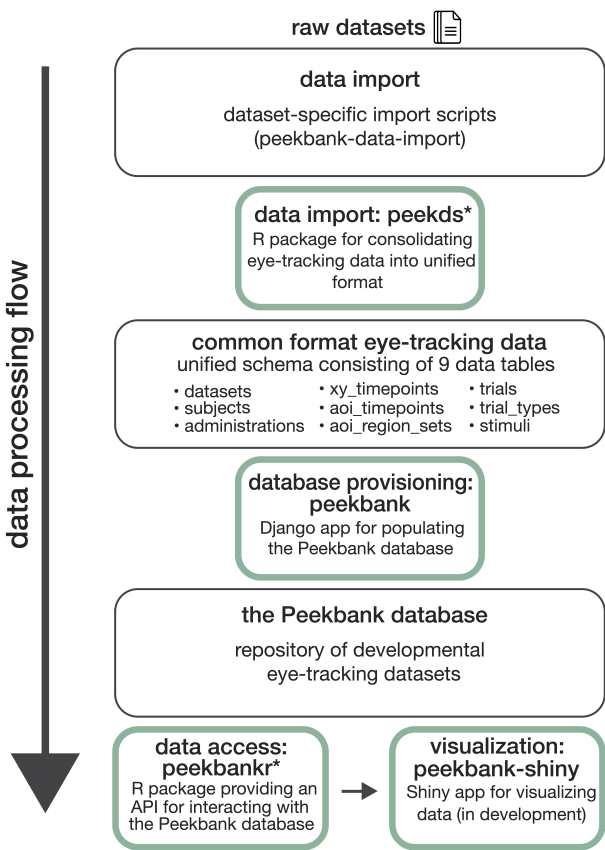 raw datasets
data import
dataset-specific import scripts
(peekbank-data-import)
data import: peekds*
R package for consolidating
eye-tracking data into unified
format
data processing flow
common format eye-tracking data
unified schema consisting of 9 data tables
• datasets • xy_timepoints • trials
• subjects • aoi_timepoints • trial_types
• administrations • aoi_region_sets • stimuli
database provisioning:
peekbank
Django app for populating
the Peekbank database
the Peekbank database
repository of developmental
eye-tracking datasets
data access:
peekbankr*
R package providing an
API for interacting with
the Peekbank database
visualization:
peekbank-shiny
Shiny app for visualizing
data (in development)